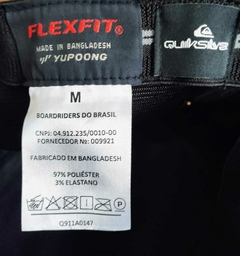 FLEXFIT®
MADE IN BANGLADESH
YUPOONG
Quiksilver
M
BOARDRIDERS DO BRASIL
CNPJ: 04.912.235/0010-00
FORNECEDOR Nº: 009921
FABRICADO EM BANGLADESH
97% POLIÉSTER
3% ELASTANO
Q911A0147